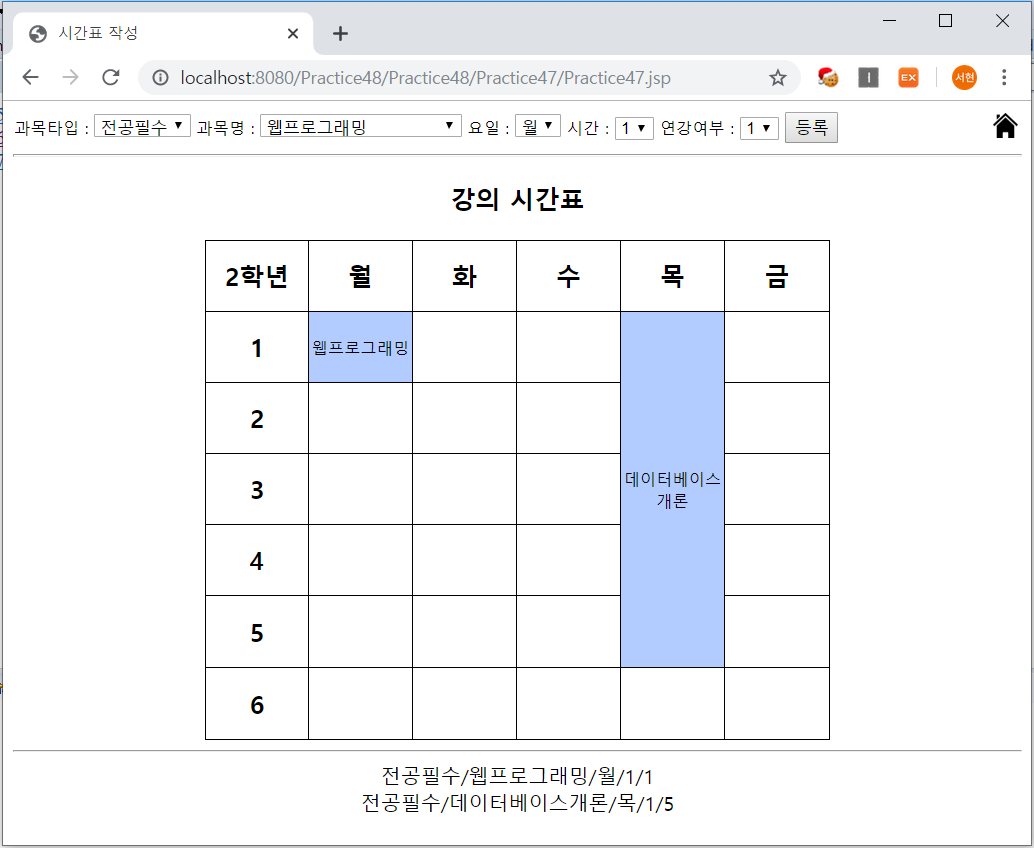 시간표 작성
localhost:8080/Practice48/Practice48/Practice47/Practice47.jsp
EX
서현
과목타입 : 전공필수 과목명 : 웹프로그래밍 요일 : 월 시간 : 1 연강여부 : 1 등록
강의 시간표
2학년 월 화 수 목 금
1 웹프로그래밍
2
3 데이터베이스
개론
4
5
6
전공필수/웹프로그래밍/월/1/1
전공필수/데이터베이스개론/목/1/5